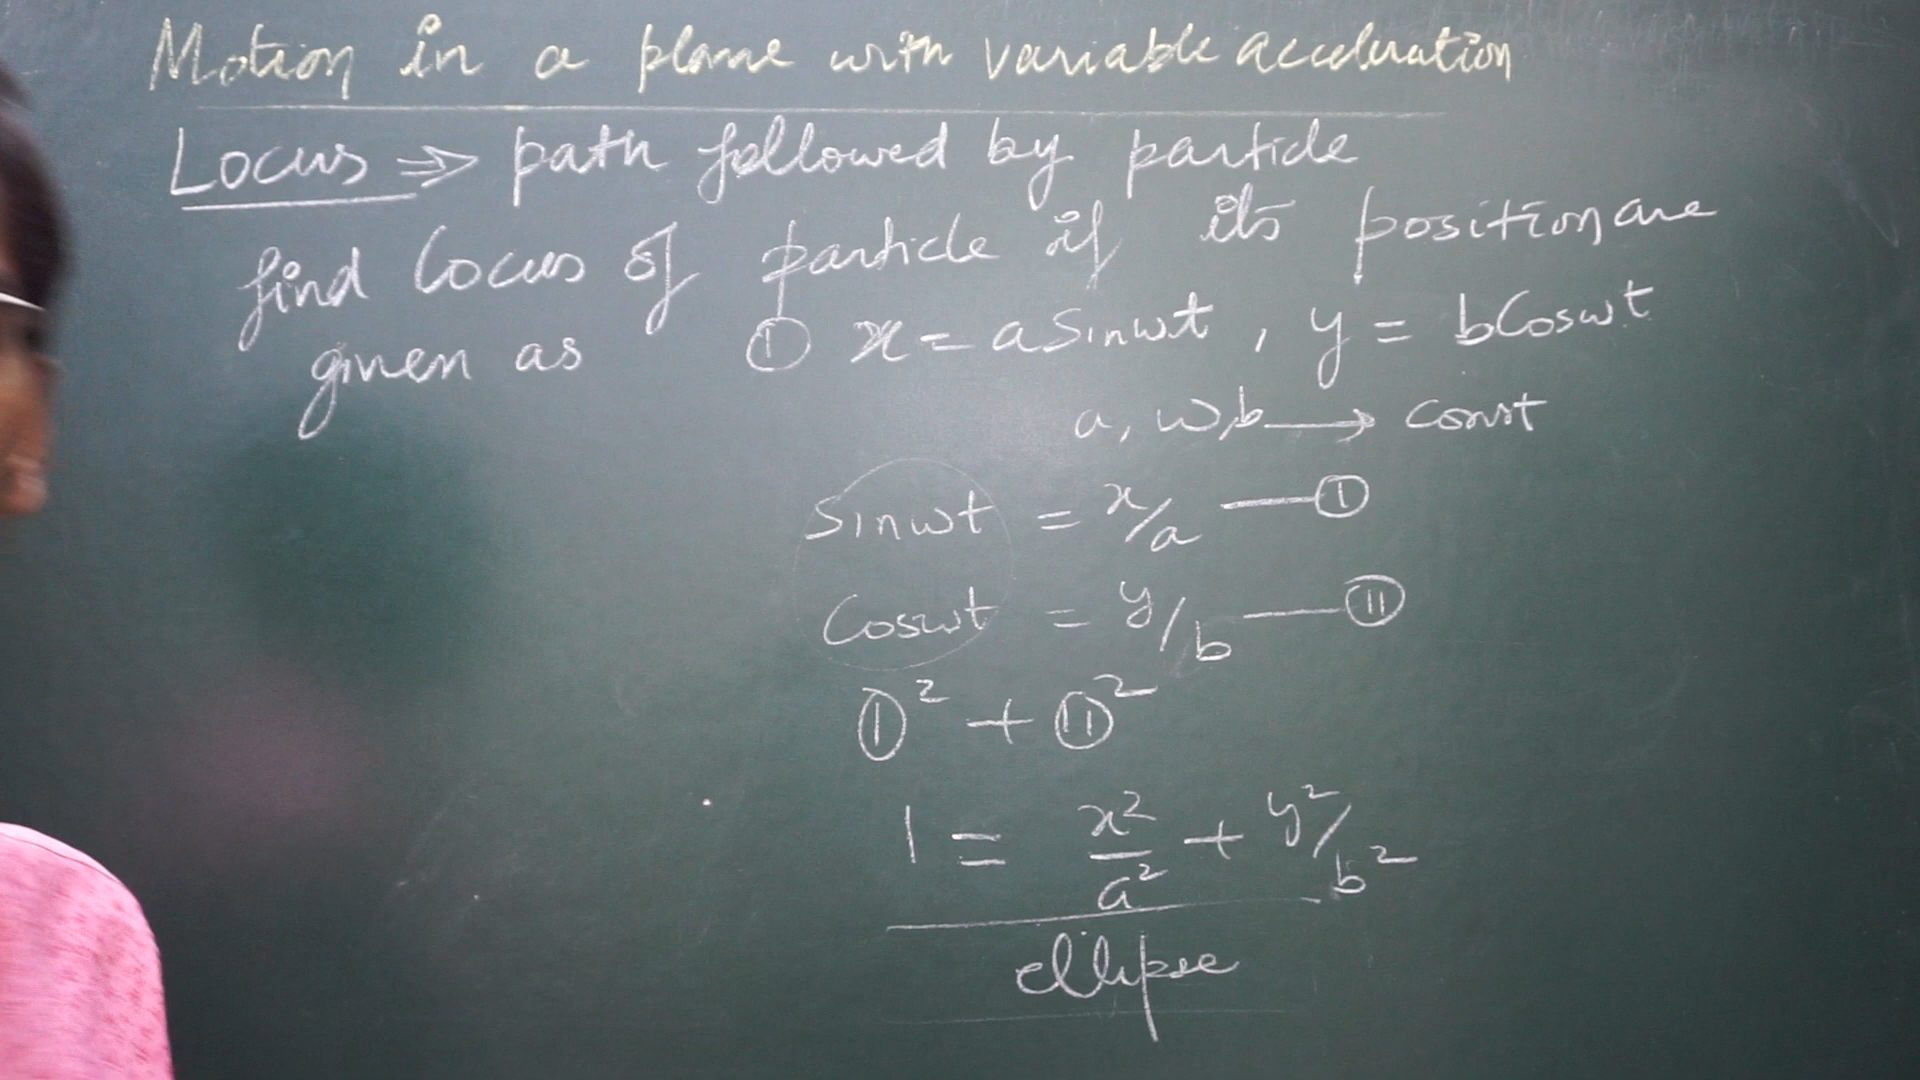 Motion in a plane with variable acceleration
Locus ⇒ path followed by particle
find locus of particle if its position are
given as ① x = a Sinωt , y = b Cosωt
a, ω, b → const
Sinωt = x/a — ①
Cosωt = y/b — ⑪
①² + ⑪²
1 = x²/a² + y²/b²
ellipse